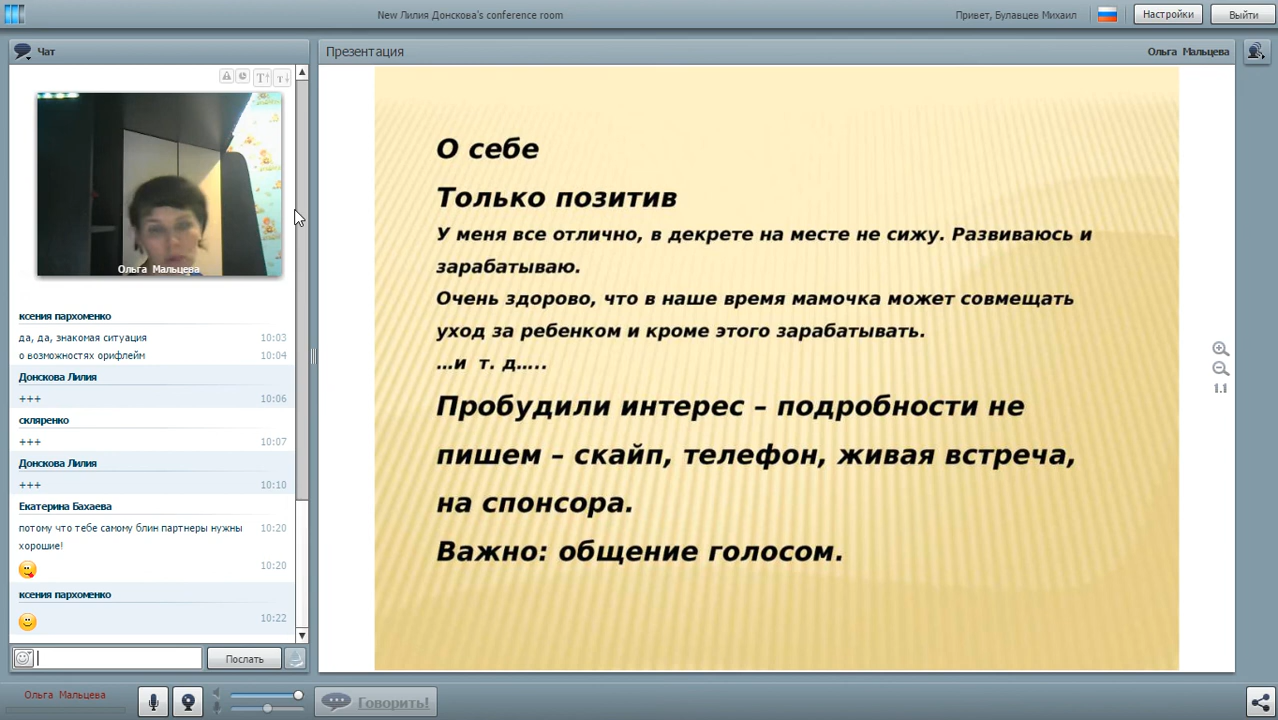 New Лилия Донскова's conference room
Привет, Булавцев Михаил
Настройки
Выйти
Чат
Ольга Мальцева
ксения пархоменко
да, да, знакомая ситуация 10:03
о возможностях орифлейм 10:04
Донскова Лилия
+++ 10:06
скляренко
+++ 10:07
Донскова Лилия
+++ 10:10
Екатерина Бахаева
потому что тебе самому блин партнеры нужны 10:20
хорошие!
10:20
ксения пархоменко
10:22
Послать
Презентация
Ольга Мальцева
О себе
Только позитив
У меня все отлично, в декрете на месте не сижу. Развиваюсь и
зарабатываю.
Очень здорово, что в наше время мамочка может совмещать
уход за ребенком и кроме этого зарабатывать.
…и т. д…..
Пробудили интерес – подробности не
пишем – скайп, телефон, живая встреча,
на спонсора.
Важно: общение голосом.
1.1
Ольга Мальцева
Говорить!